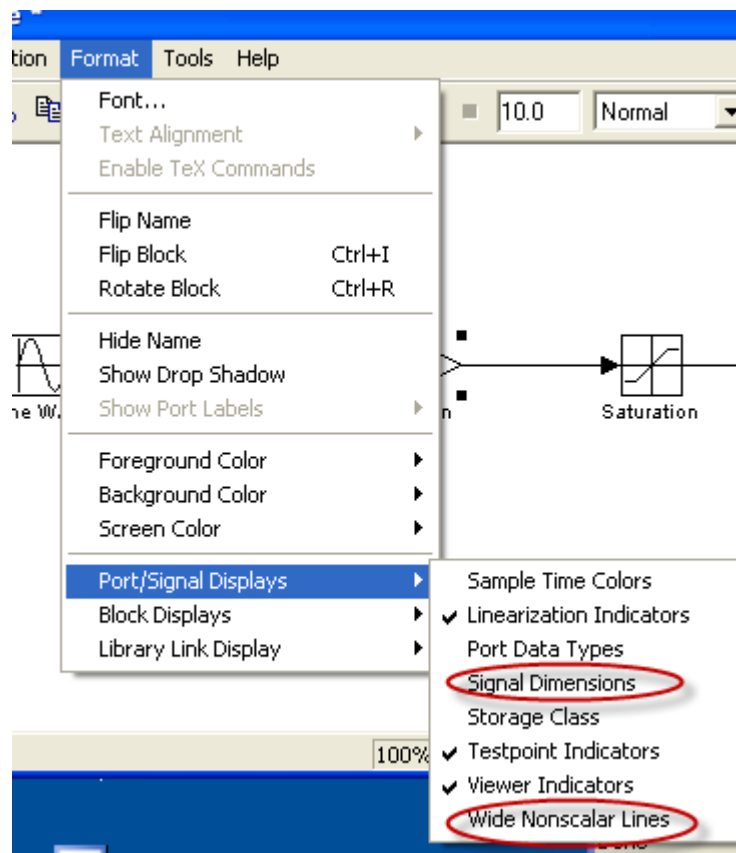 Format Tools Help
Font...
10.0 Normal
Text Alignment
Enable TeX Commands
Flip Name
Flip Block Ctrl+I
Rotate Block Ctrl+R
Hide Name
Show Drop Shadow
Show Port Labels
Saturation
Foreground Color
Background Color
Screen Color
Port/Signal Displays
Sample Time Colors
Block Displays
Linearization Indicators
Library Link Display
Port Data Types
Signal Dimensions
Storage Class
100%
Testpoint Indicators
Viewer Indicators
Wide Nonscalar Lines